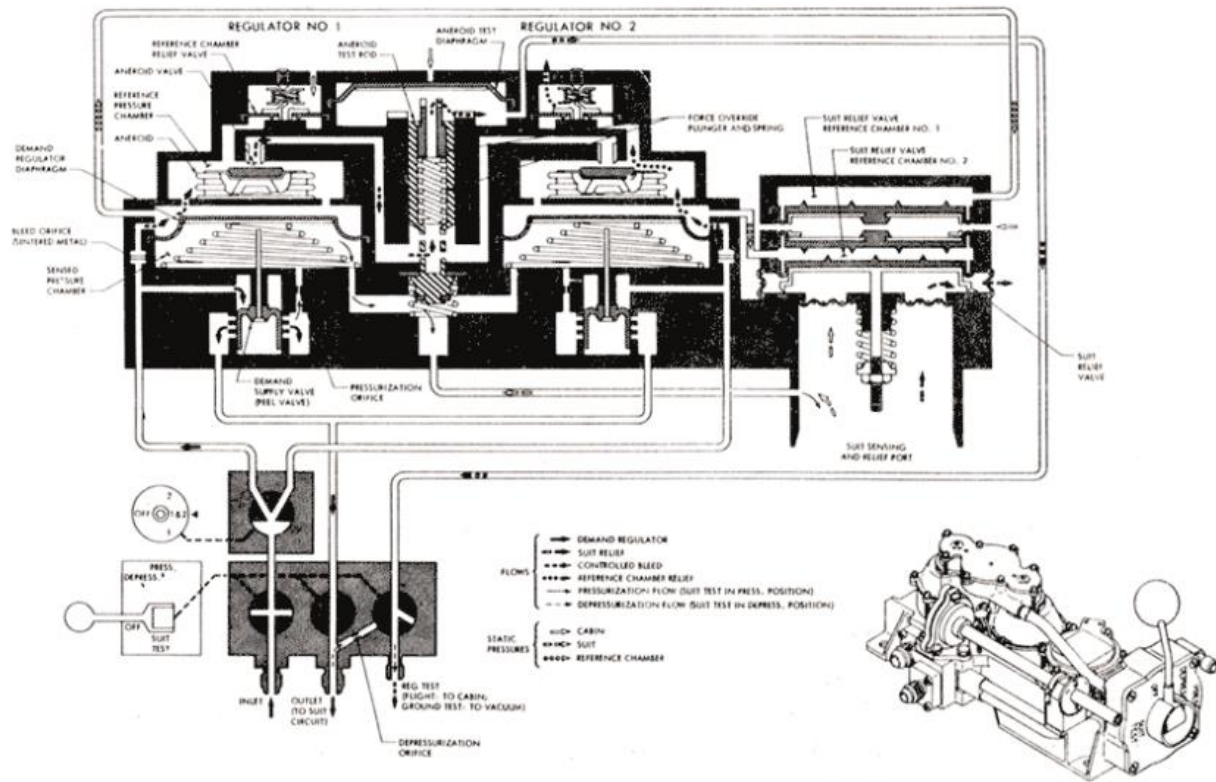 REGULATOR NO. 1
REGULATOR NO. 2
REFERENCE CHAMBER
RELIEF VALVE
ANEROID VALVE
REFERENCE
PRESSURE
CHAMBER
ANEROID
DEMAND
REGULATOR
DIAPHRAGM
BLEED ORIFICE
(SINTERED METAL)
SENSED
PRESSURE
CHAMBER
ANEROID
TEST ROD
ANEROID TEST
DIAPHRAGM
FORCE OVERRIDE
PLUNGER AND SPRING
SUIT RELIEF VALVE
REFERENCE CHAMBER NO. 1
SUIT RELIEF VALVE
REFERENCE CHAMBER NO. 2
SUIT
RELIEF
VALVE
DEMAND
SUPPLY VALVE
(PEEL VALVE)
PRESSURIZATION
ORIFICE
SUIT SENSING
AND RELIEF PORT
2
OFF
1 & 2
1
PRESS.
DEPRESS.
OFF
SUIT
TEST
INLET
OUTLET
(TO SUIT
CIRCUIT)
REG TEST
(FLIGHT- TO CABIN;
GROUND TEST- TO VACUUM)
DEPRESSURIZATION
ORIFICE
FLOWS
DEMAND REGULATOR
SUIT RELIEF
CONTROLLED BLEED
REFERENCE CHAMBER RELIEF
PRESSURIZATION FLOW (SUIT TEST IN PRESS. POSITION)
DEPRESSURIZATION FLOW (SUIT TEST IN DEPRESS. POSITION)
STATIC
PRESSURES
CABIN
SUIT
REFERENCE CHAMBER